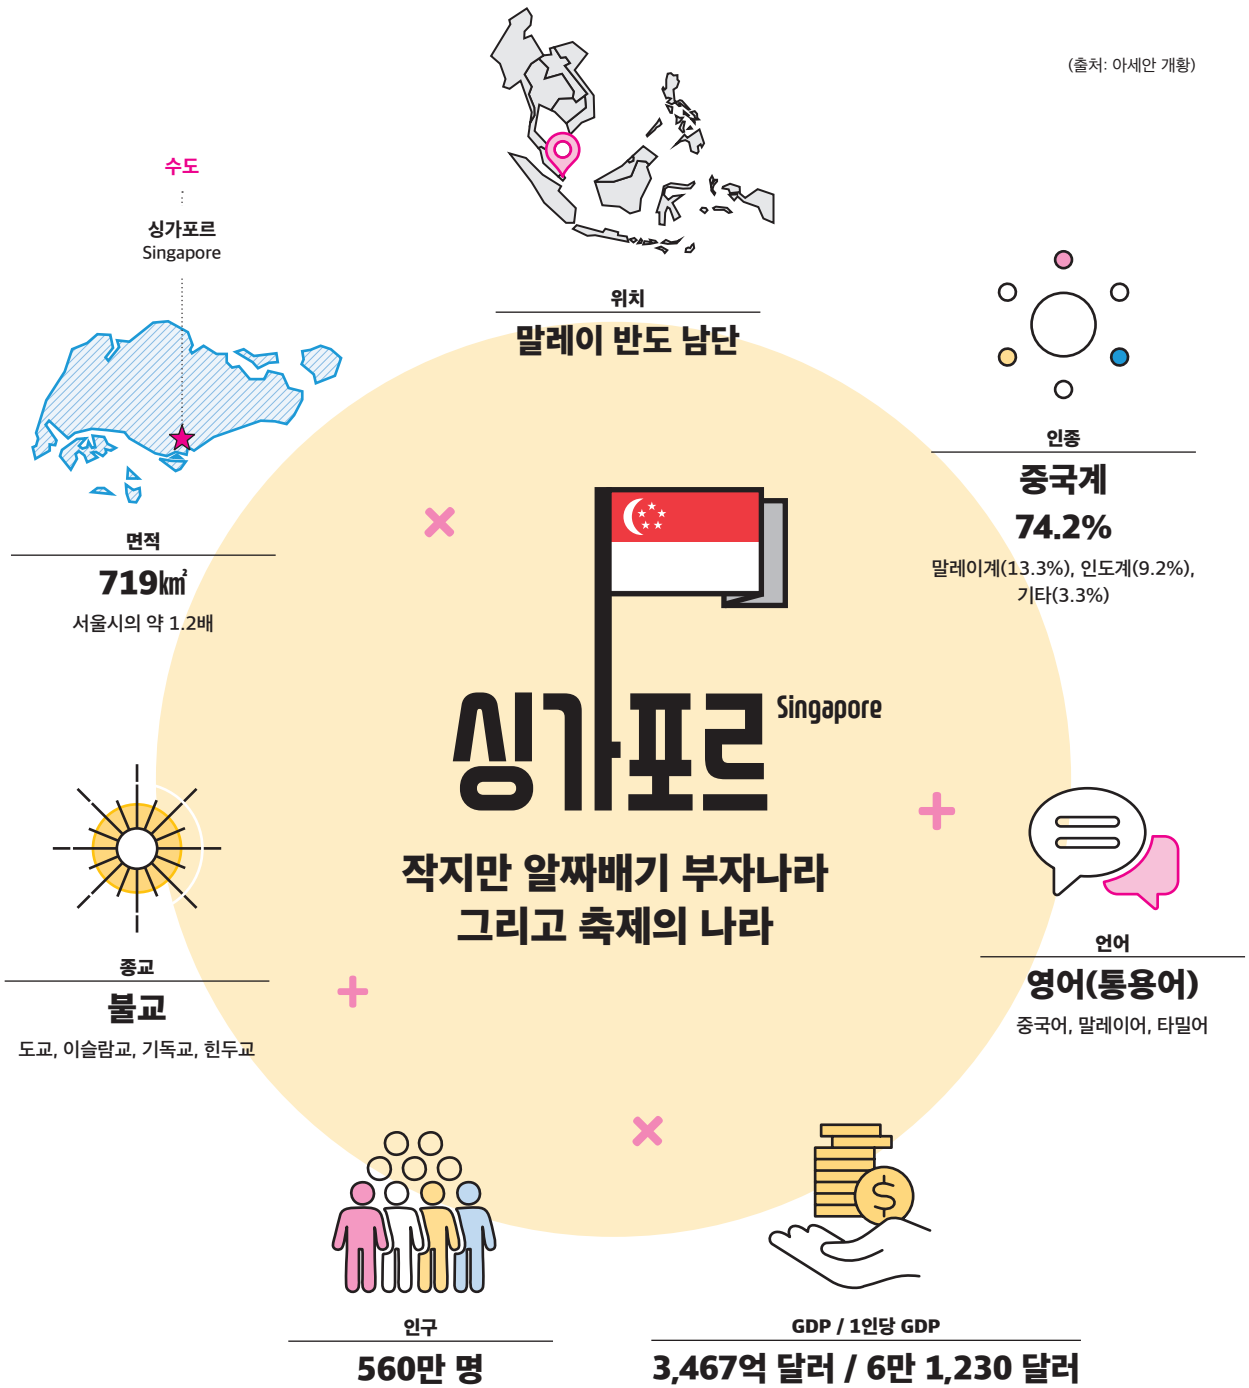 (출처: 아세안 개황)
수도
싱가포르
Singapore
위치
말레이 반도 남단
인종
중국계
74.2%
말레이계(13.3%), 인도계(9.2%),
기타(3.3%)
면적
719㎢
서울시의 약 1.2배
싱가포르 Singapore
작지만 알짜배기 부자나라
그리고 축제의 나라
종교
불교
도교, 이슬람교, 기독교, 힌두교
언어
영어(통용어)
중국어, 말레이어, 타밀어
인구
560만 명
GDP / 1인당 GDP
3,467억 달러 / 6만 1,230 달러